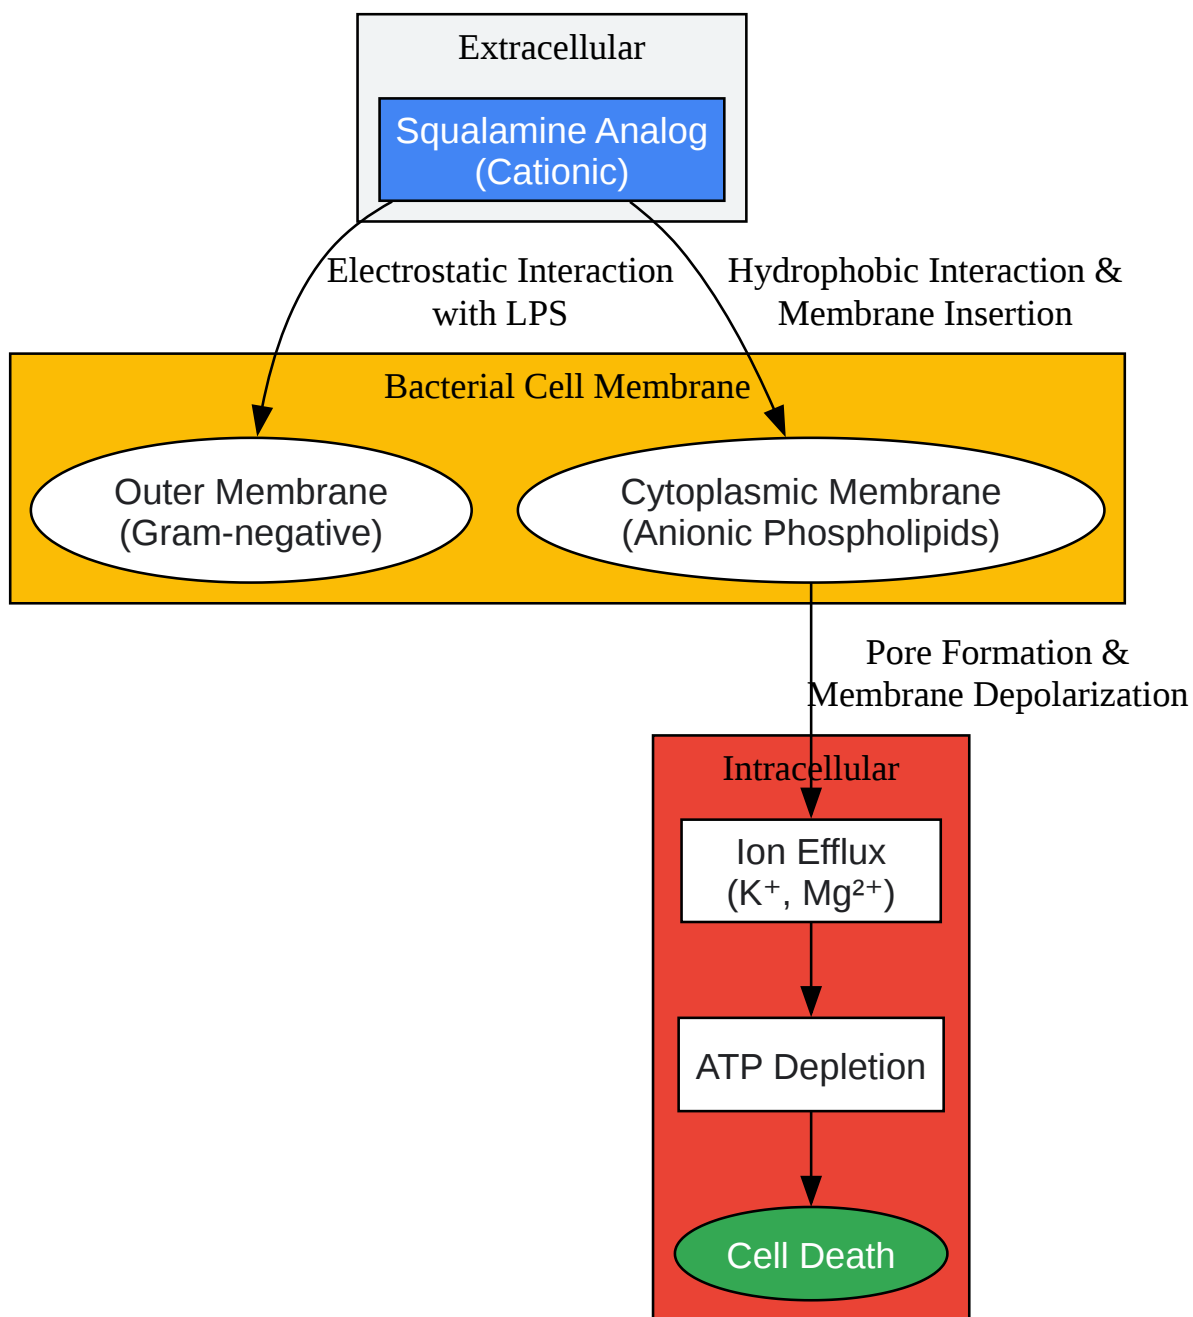 Extracellular
Squalamine Analog
(Cationic)
Electrostatic Interaction
with LPS
Hydrophobic Interaction &
Membrane Insertion
Bacterial Cell Membrane
Outer Membrane
(Gram-negative)
Cytoplasmic Membrane
(Anionic Phospholipids)
Pore Formation &
Membrane Depolarization
Intracellular
Ion Efflux
(K⁺, Mg²⁺)
ATP Depletion
Cell Death